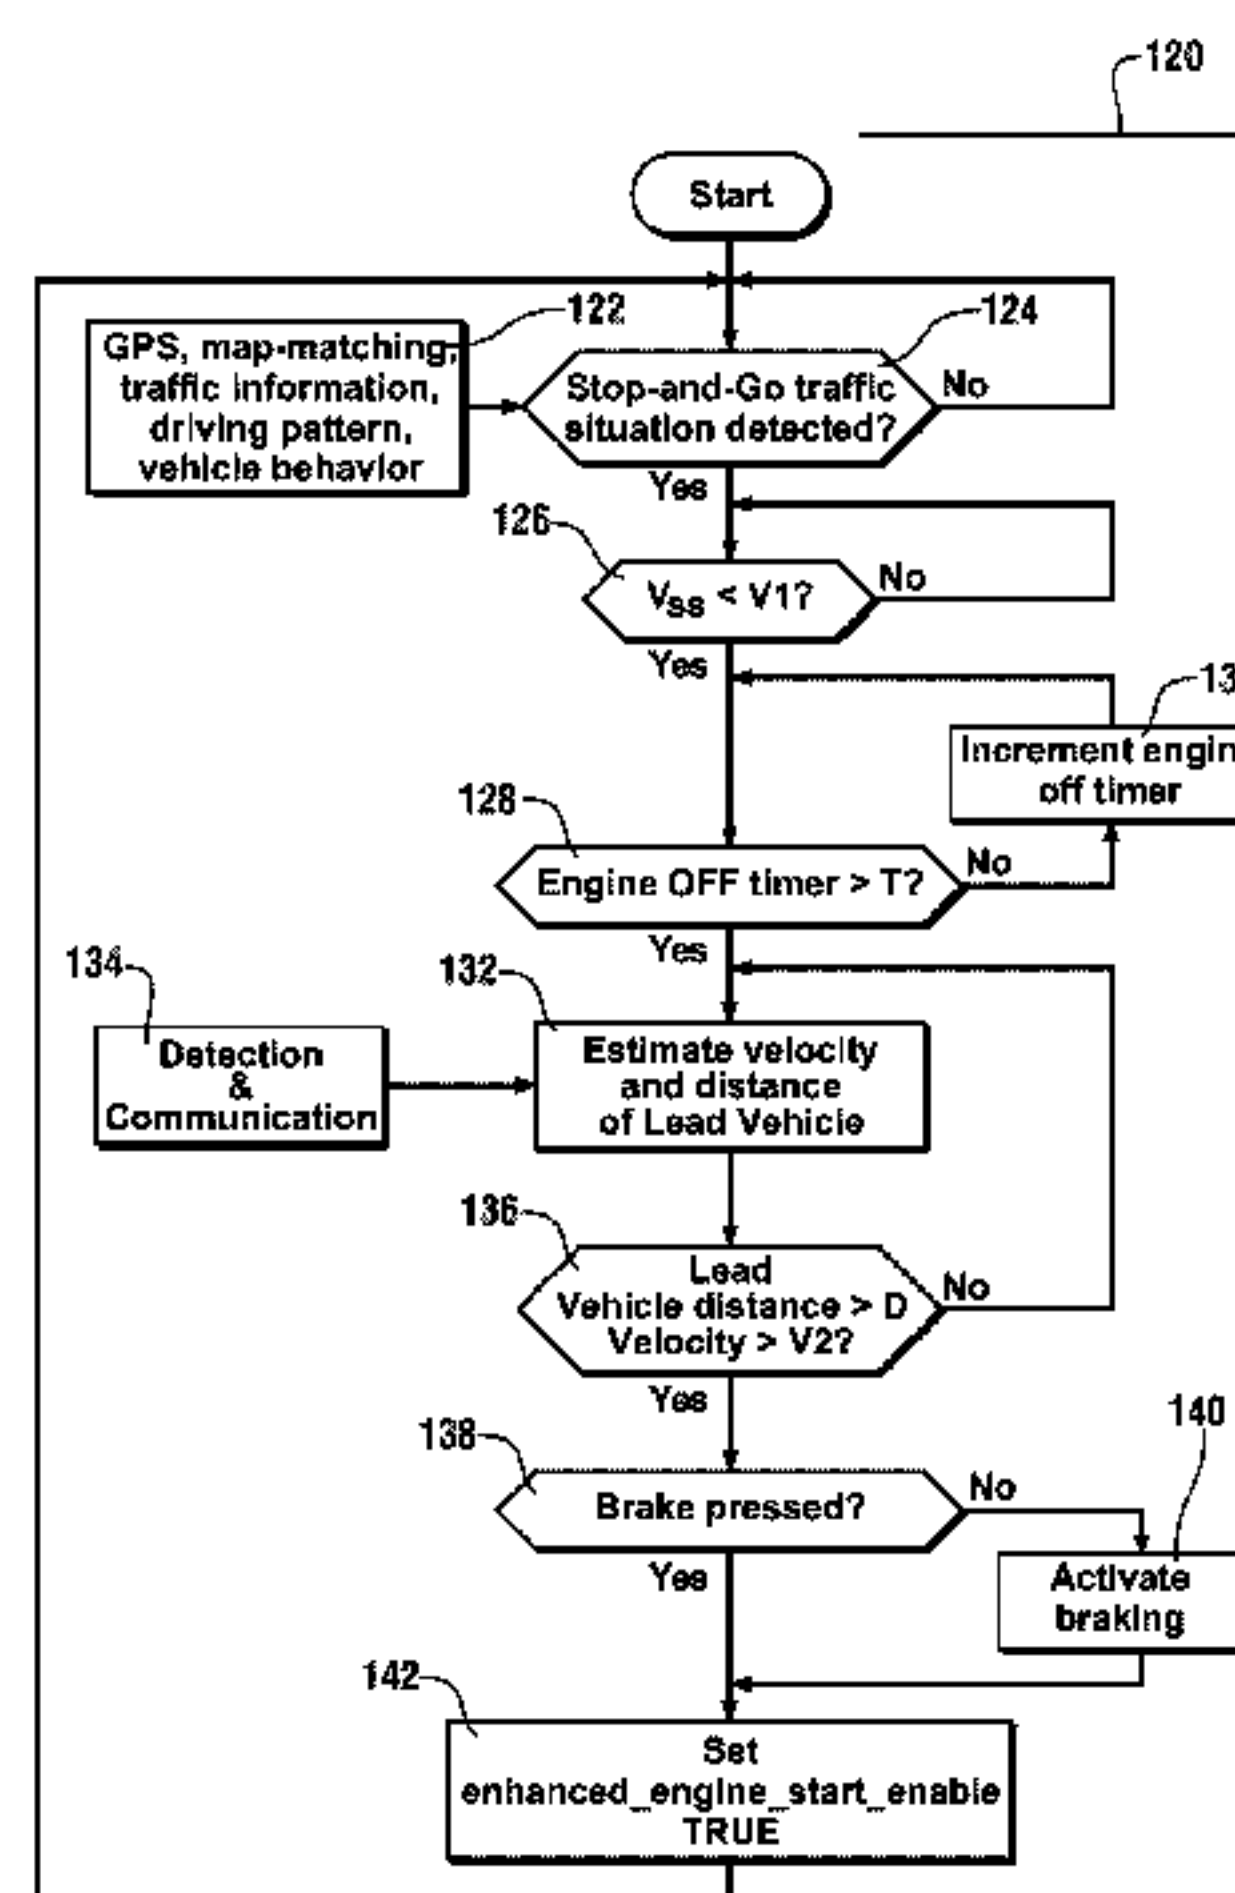 120
Start
122
124
GPS, map-matching,
traffic information,
driving pattern,
vehicle behavior
Stop-and-Go traffic
situation detected?
No
Yes
126
Vss < V1?
No
Yes
13
Increment engin
off timer
128
Engine OFF timer > T?
No
Yes
134
132
Detection
&
Communication
Estimate velocity
and distance
of Lead Vehicle
136
Lead
Vehicle distance > D
Velocity > V2?
No
Yes
138
140
Brake pressed?
No
Yes
Activate
braking
142
Set
enhanced_engine_start_enable
TRUE